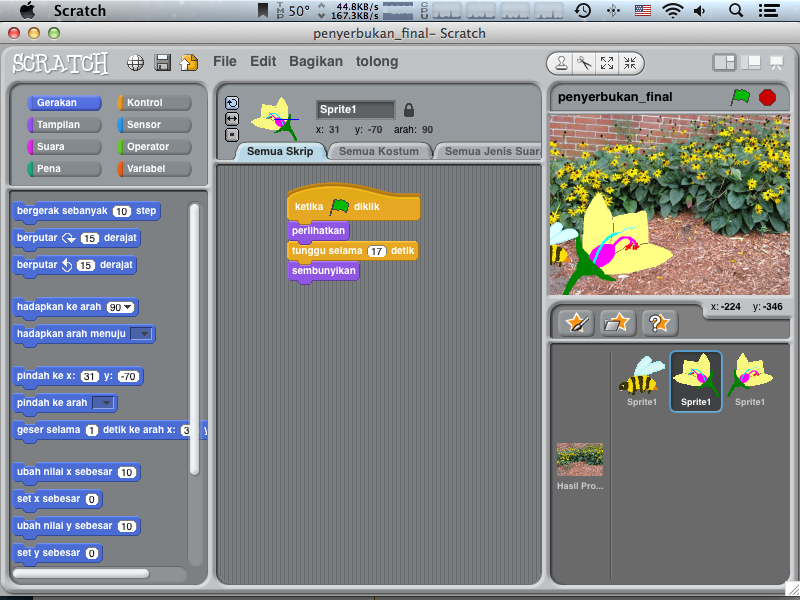 Scratch
TMP 50° 44.8KB/s 167.3KB/s CPU
penyerbukan_final- Scratch
SCRATCH File Edit Bagikan tolong
Gerakan Kontrol
Tampilan Sensor
Suara Operator
Pena Variabel
Sprite1
x: 31 y: -70 arah: 90
Semua Skrip Semua Kostum Semua Jenis Suar
penyerbukan_final
bergerak sebanyak 10 step
berputar 15 derajat
berputar 15 derajat
hadapkan ke arah 90
hadapkan arah menuju
pindah ke x: 31 y: -70
pindah ke arah
geser selama 1 detik ke arah x: 3
ubah nilai x sebesar 10
set x sebesar 0
ubah nilai y sebesar 10
set y sebesar 0
ketika diklik
perlihatkan
tunggu selama 17 detik
sembunyikan
x: -224 y: -346
Sprite1 Sprite1 Sprite1
Hasil Pro...